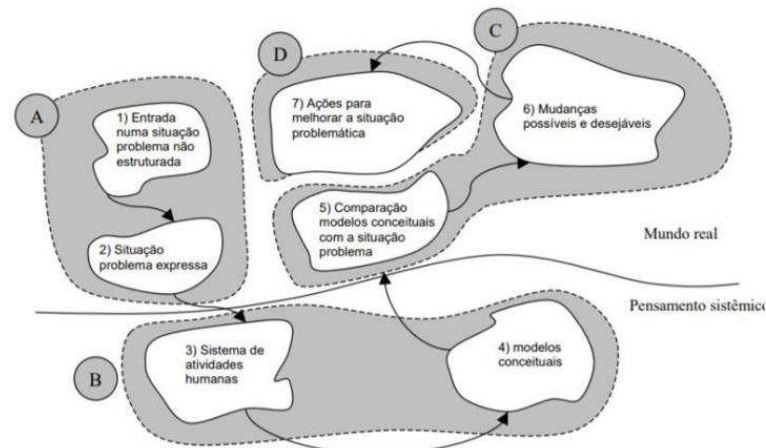 A
1) Entrada
numa situação
problema não
estruturada
2) Situação
problema expressa
D
7) Ações para
melhorar a situação
problemática
C
6) Mudanças
possíveis e desejáveis
5) Comparação
modelos conceituais
com a situação
problema
Mundo real
Pensamento sistêmico
B
3) Sistema de
atividades
humanas
4) modelos
conceituais